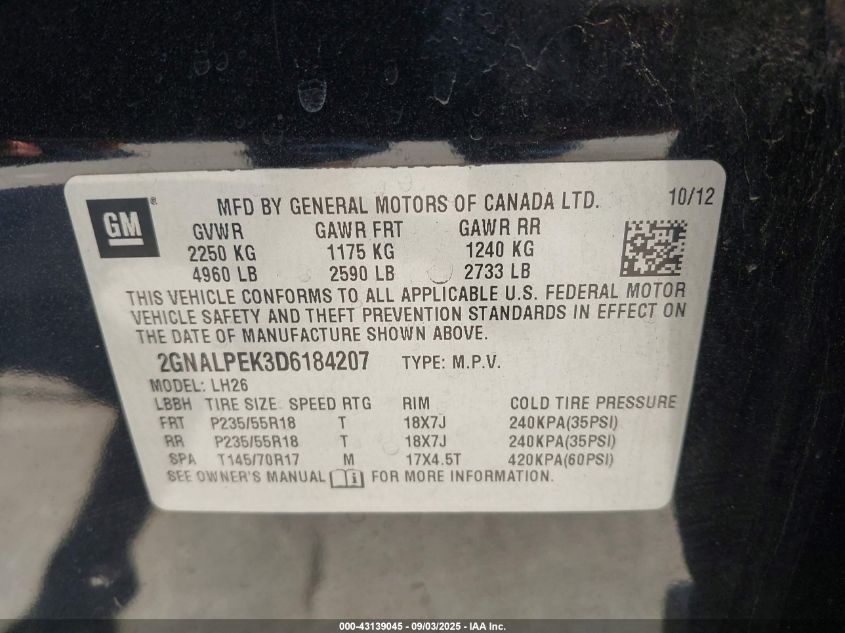 GM ®
MFD BY GENERAL MOTORS OF CANADA LTD. 10/12
GVWR GAWR FRT GAWR RR
2250 KG 1175 KG 1240 KG
4960 LB 2590 LB 2733 LB
THIS VEHICLE CONFORMS TO ALL APPLICABLE U.S. FEDERAL MOTOR
VEHICLE SAFETY AND THEFT PREVENTION STANDARDS IN EFFECT ON
THE DATE OF MANUFACTURE SHOWN ABOVE.
2GNALPEK3D6184207 TYPE: M.P.V.
MODEL: LH26
LBBH TIRE SIZE SPEED RTG RIM COLD TIRE PRESSURE
FRT P235/55R18 T 18X7J 240KPA(35PSI)
RR P235/55R18 T 18X7J 240KPA(35PSI)
SPA T145/70R17 M 17X4.5T 420KPA(60PSI)
SEE OWNER'S MANUAL FOR MORE INFORMATION.
000-43139045 - 09/03/2025 - IAA Inc.